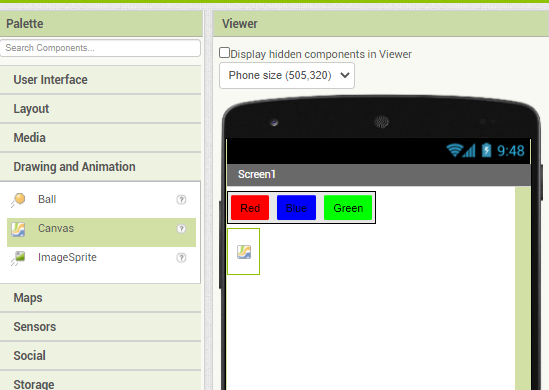 Palette
Search Components...
User Interface
Layout
Media
Drawing and Animation
Ball ?
Canvas ?
ImageSprite ?
Maps
Sensors
Social
Storage
Viewer
Display hidden components in Viewer
Phone size (505,320)
9:48
Screen1
Red Blue Green